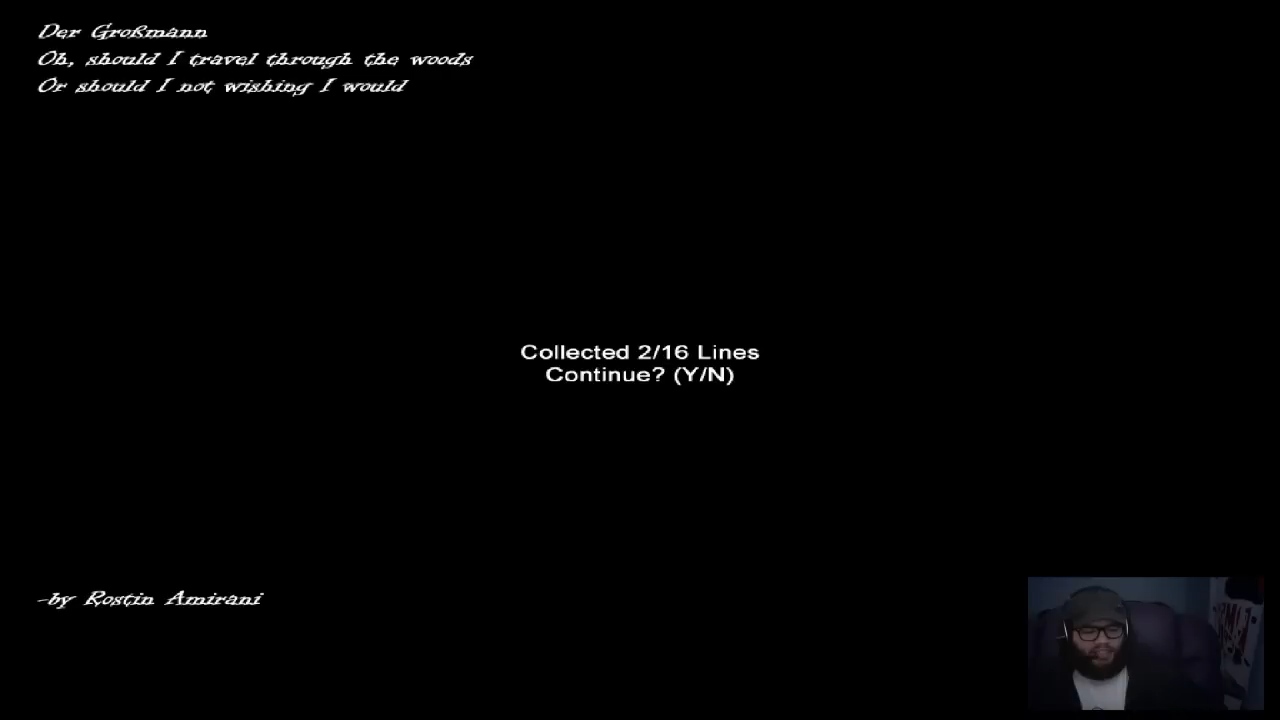 Der Großmann
Oh, should I travel through the woods
Or should I not wishing I would
Collected 2/16 Lines
Continue? (Y/N)
-by Rostin Amirani